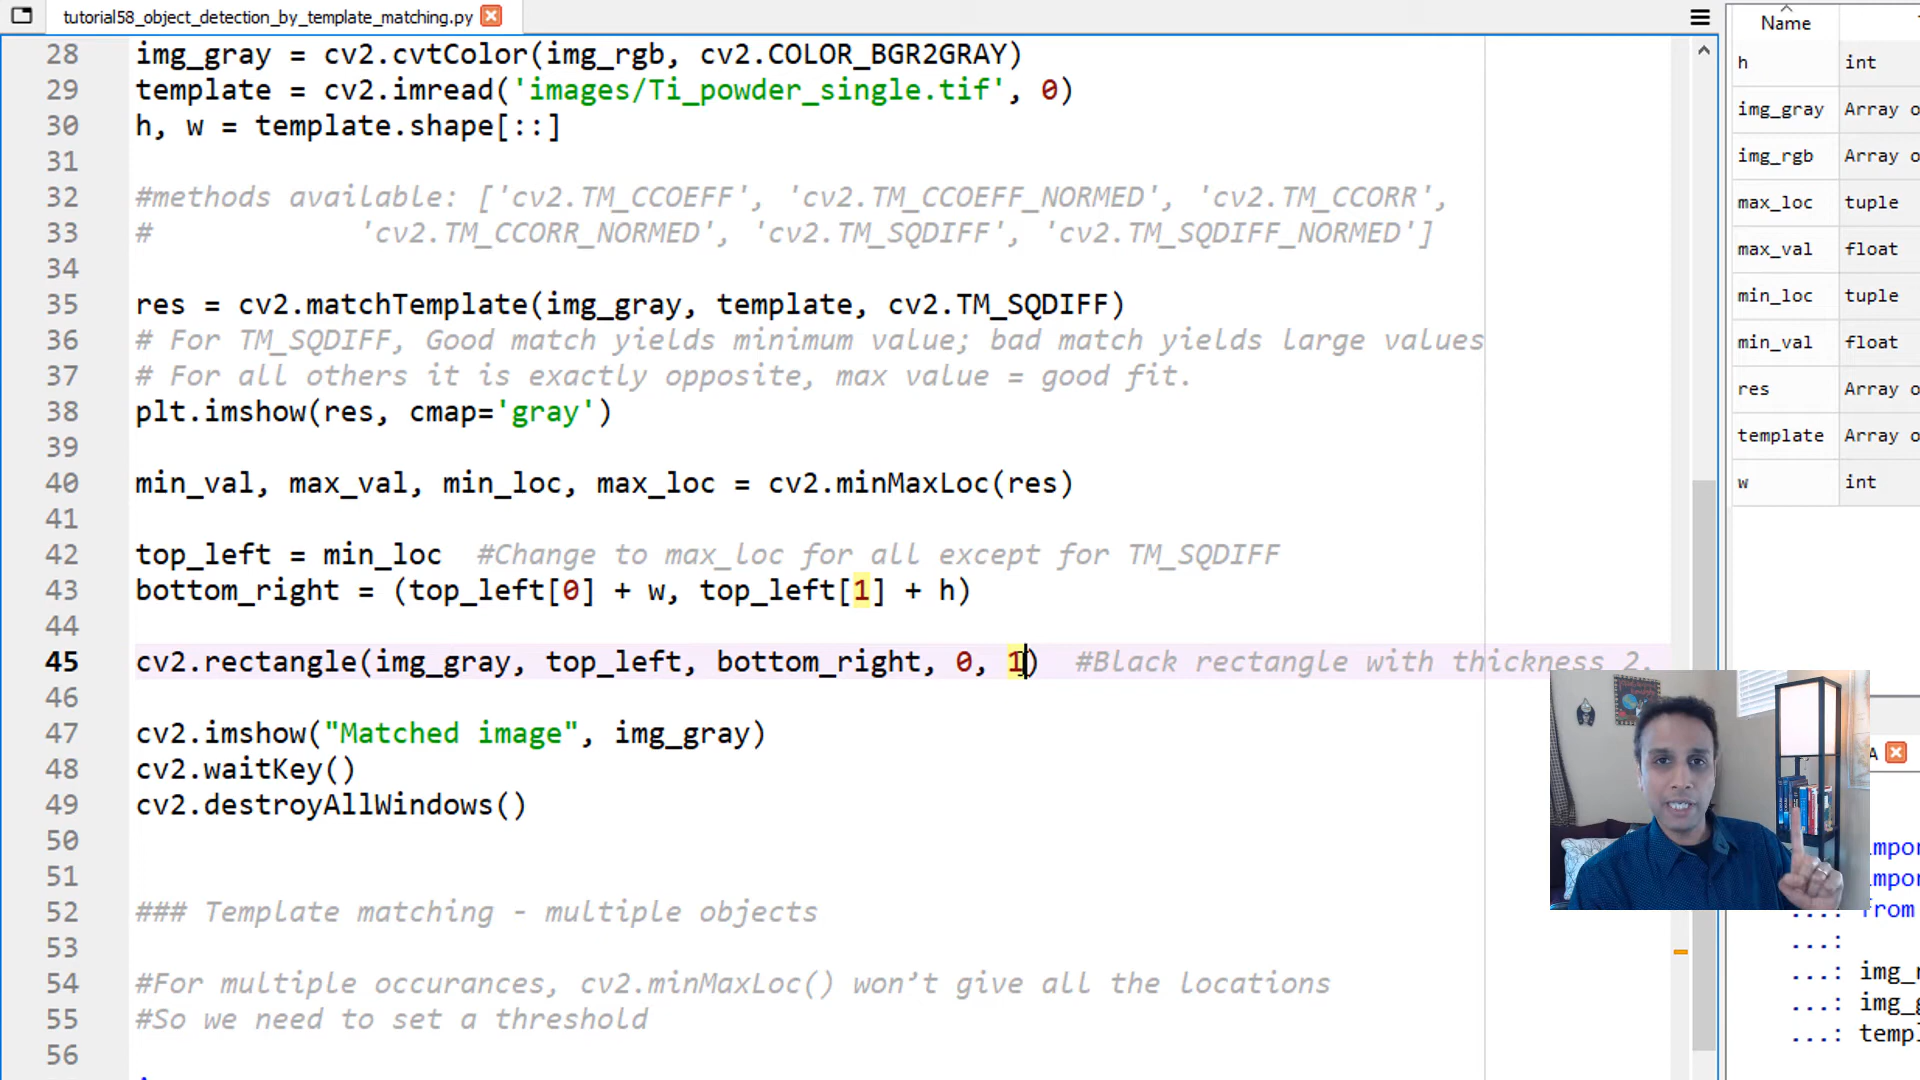 tutorial58_object_detection_by_template_matching.py
28 img_gray = cv2.cvtColor(img_rgb, cv2.COLOR_BGR2GRAY)
29 template = cv2.imread('images/Ti_powder_single.tif', 0)
30 h, w = template.shape[::]
31
32 #methods available: ['cv2.TM_CCOEFF', 'cv2.TM_CCOEFF_NORMED', 'cv2.TM_CCORR',
33 #            'cv2.TM_CCORR_NORMED', 'cv2.TM_SQDIFF', 'cv2.TM_SQDIFF_NORMED']
34
35 res = cv2.matchTemplate(img_gray, template, cv2.TM_SQDIFF)
36 # For TM_SQDIFF, Good match yields minimum value; bad match yields large values
37 # For all others it is exactly opposite, max value = good fit.
38 plt.imshow(res, cmap='gray')
39
40 min_val, max_val, min_loc, max_loc = cv2.minMaxLoc(res)
41
42 top_left = min_loc  #Change to max_loc for all except for TM_SQDIFF
43 bottom_right = (top_left[0] + w, top_left[1] + h)
44
45 cv2.rectangle(img_gray, top_left, bottom_right, 0, 1)  #Black rectangle with thickness 2.
46
47 cv2.imshow("Matched image", img_gray)
48 cv2.waitKey()
49 cv2.destroyAllWindows()
50
51
52 ### Template matching - multiple objects
53
54 #For multiple occurances, cv2.minMaxLoc() won’t give all the locations
55 #So we need to set a threshold
56
Name
h int
img_gray Array o
img_rgb Array o
max_loc tuple
max_val float
min_loc tuple
min_val float
res Array o
template Array o
w int
A
impor
impor
...: from
...:
...: img_r
...: img_g
...: templ